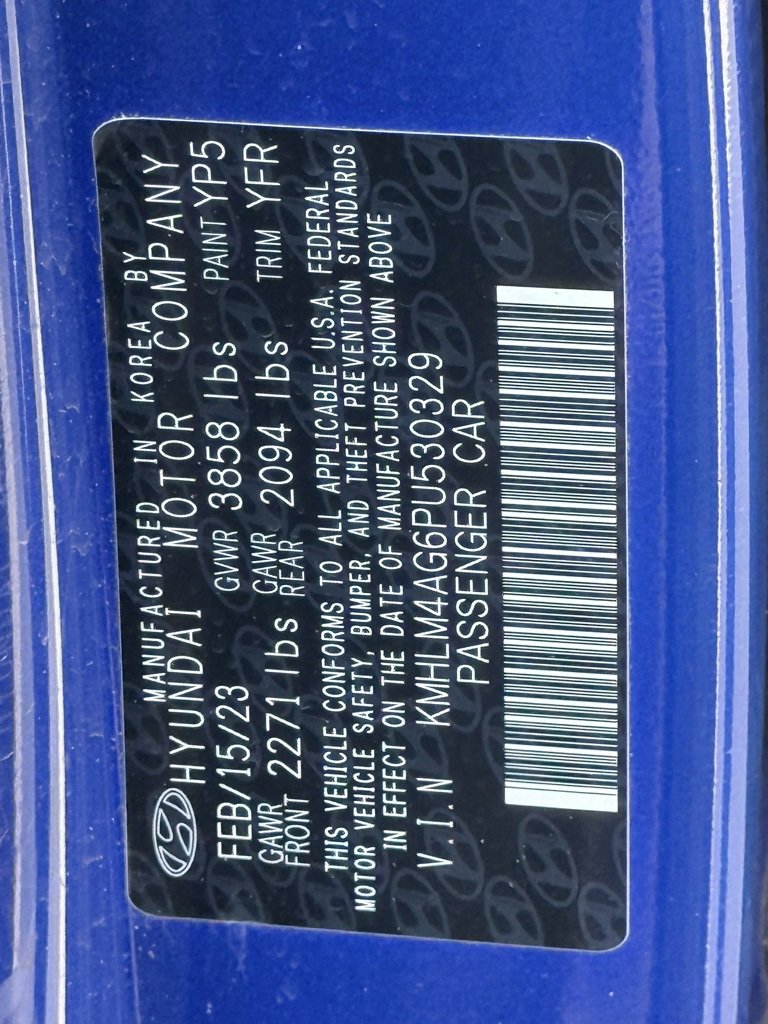 MANUFACTURED IN KOREA BY
HYUNDAI MOTOR COMPANY
FEB/15/23 GVWR 3858 lbs PAINT YP5
GAWR FRONT 2271 lbs GAWR REAR 2094 lbs TRIM YFR
THIS VEHICLE CONFORMS TO ALL APPLICABLE U.S.A. FEDERAL
MOTOR VEHICLE SAFETY, BUMPER, AND THEFT PREVENTION STANDARDS
IN EFFECT ON THE DATE OF MANUFACTURE SHOWN ABOVE
V.I.N KMHLM4AG6PU530329
PASSENGER CAR